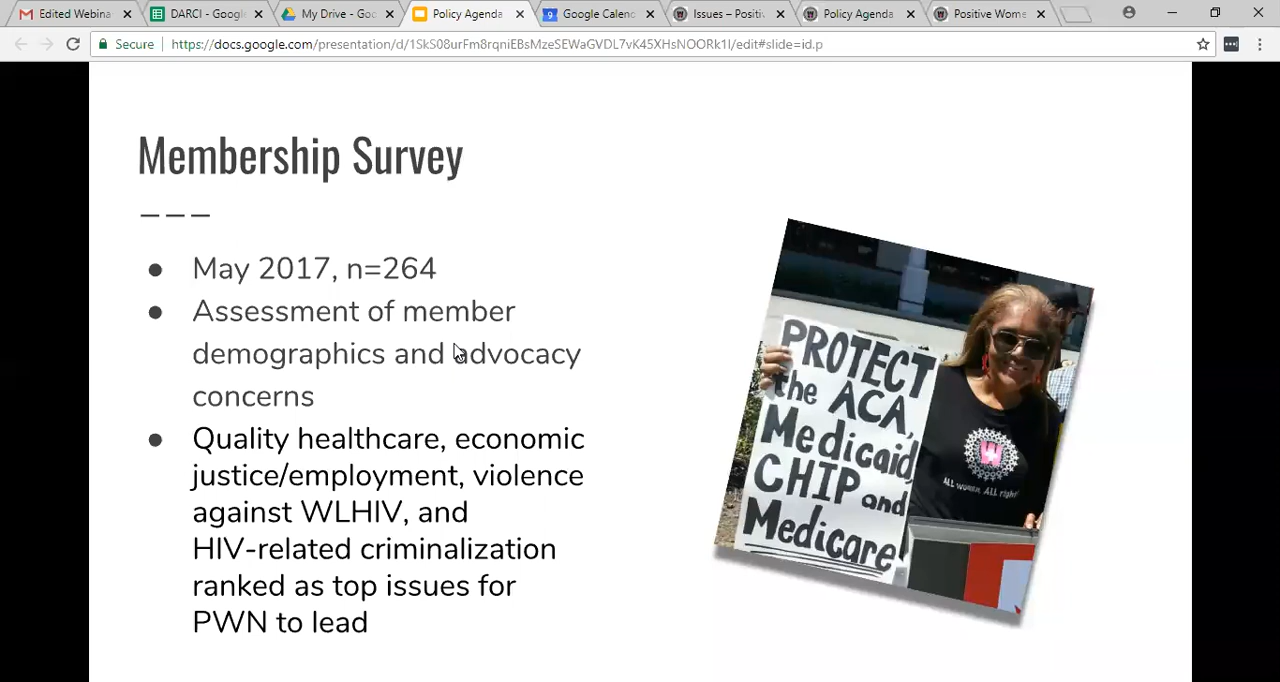 Edited Webina
DARCI - Googl
My Drive - Goo
Policy Agenda
Google Calen
Issues – Positi
Policy Agenda
Positive Wome
Secure
https://docs.google.com/presentation/d/1SkS08urFm8rqniEBsMzeSEWaGVDL7vK45XHsNOORk1I/edit#slide=id.p
Membership Survey
● May 2017, n=264
● Assessment of member
demographics and advocacy
concerns
● Quality healthcare, economic
justice/employment, violence
against WLHIV, and
HIV-related criminalization
ranked as top issues for
PWN to lead
PROTECT
the ACA,
Medicaid,
CHIP and
Medicare!
W
ALL women, ALL rights